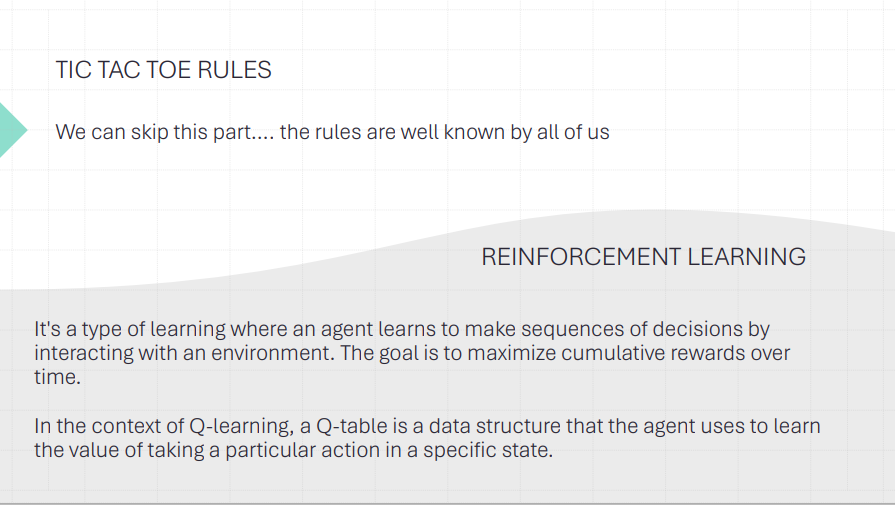 TIC TAC TOE RULES
We can skip this part.... the rules are well known by all of us
REINFORCEMENT LEARNING
It's a type of learning where an agent learns to make sequences of decisions by
interacting with an environment. The goal is to maximize cumulative rewards over
time.
In the context of Q-learning, a Q-table is a data structure that the agent uses to learn
the value of taking a particular action in a specific state.